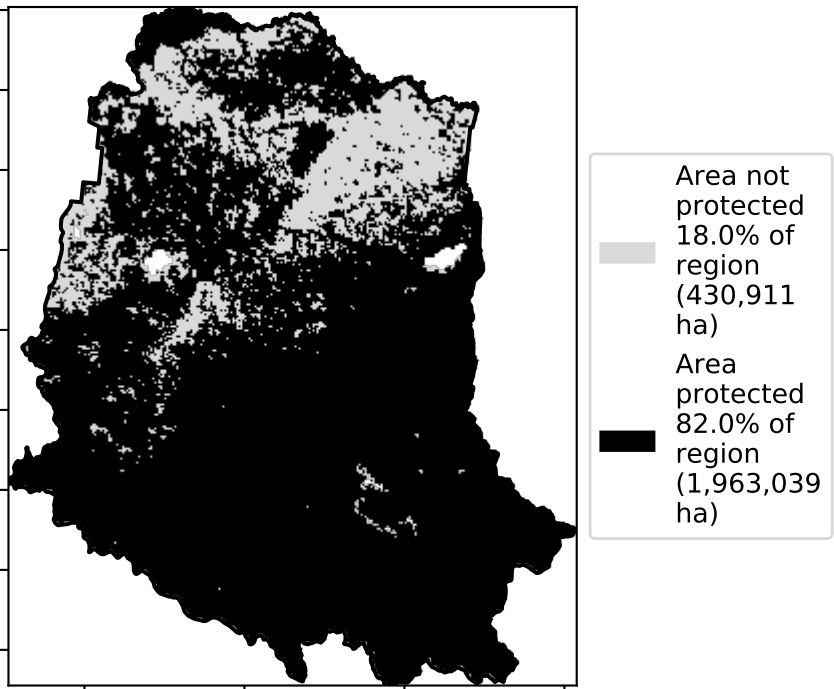 Area not
protected
18.0% of
region
(430,911
ha)
Area
protected
82.0% of
region
(1,963,039
ha)